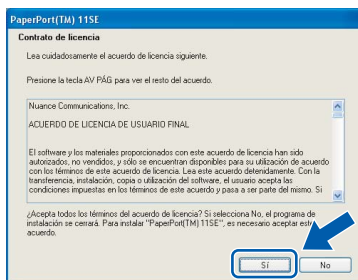 PaperPort(TM) 11SE
Contrato de licencia
Lea cuidadosamente el acuerdo de licencia siguiente.
Presione la tecla AV PÁG para ver el resto del acuerdo.
Nuance Communications, Inc.
ACUERDO DE LICENCIA DE USUARIO FINAL
El software y los materiales proporcionados con este acuerdo de licencia han sido
autorizados, no vendidos, y sólo se encuentran disponibles para su utilización de acuerdo
con los términos de este acuerdo de licencia. Lea este acuerdo detenidamente. Con la
transferencia, instalación, copia o utilización del software, el usuario acepta las
condiciones impuestas en los términos de este acuerdo y pasa a ser parte del mismo. Si
¿Acepta todos los términos del acuerdo de licencia? Si selecciona No, el programa de
instalación se cerrará. Para instalar "PaperPort(TM) 11SE", es necesario aceptar este
acuerdo.
Sí
No